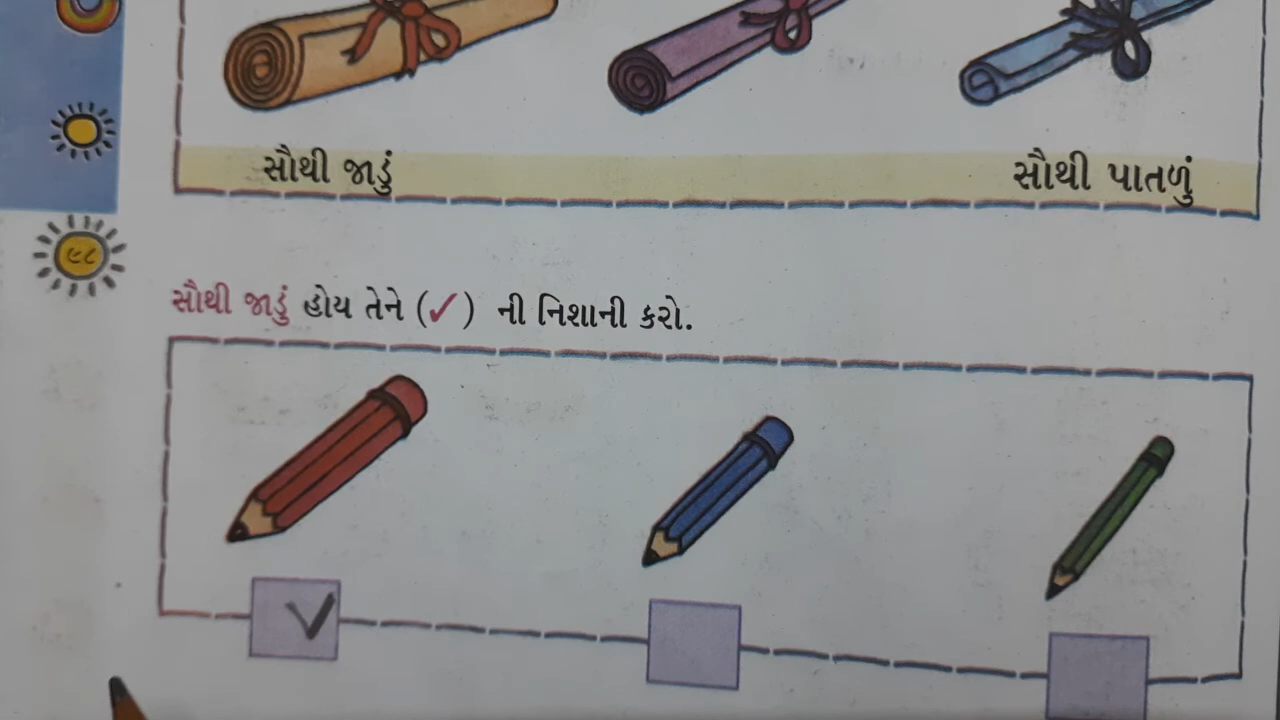 સૌથી જાડું
સૌથી પાતળું
૯૮
સૌથી જાડું હોય તેને (✓) ની નિશાની કરો.